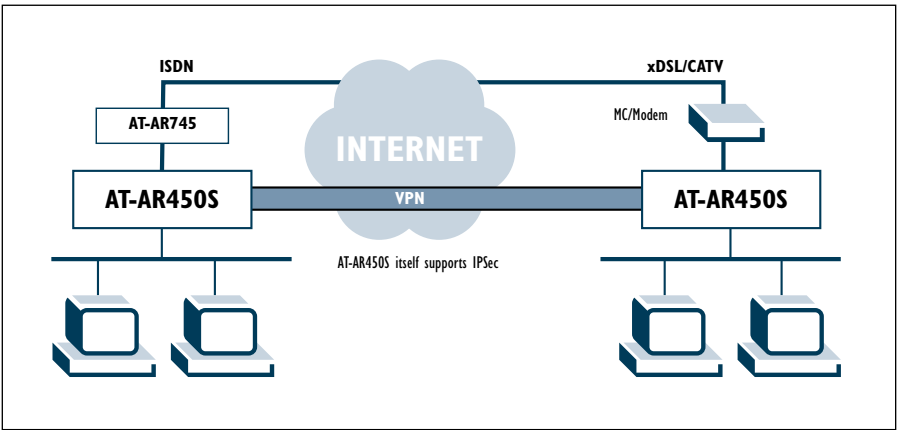 ISDN
xDSL/CATV
AT-AR745
MC/Modem
INTERNET
AT-AR450S
VPN
AT-AR450S
AT-AR450S itself supports IPSec